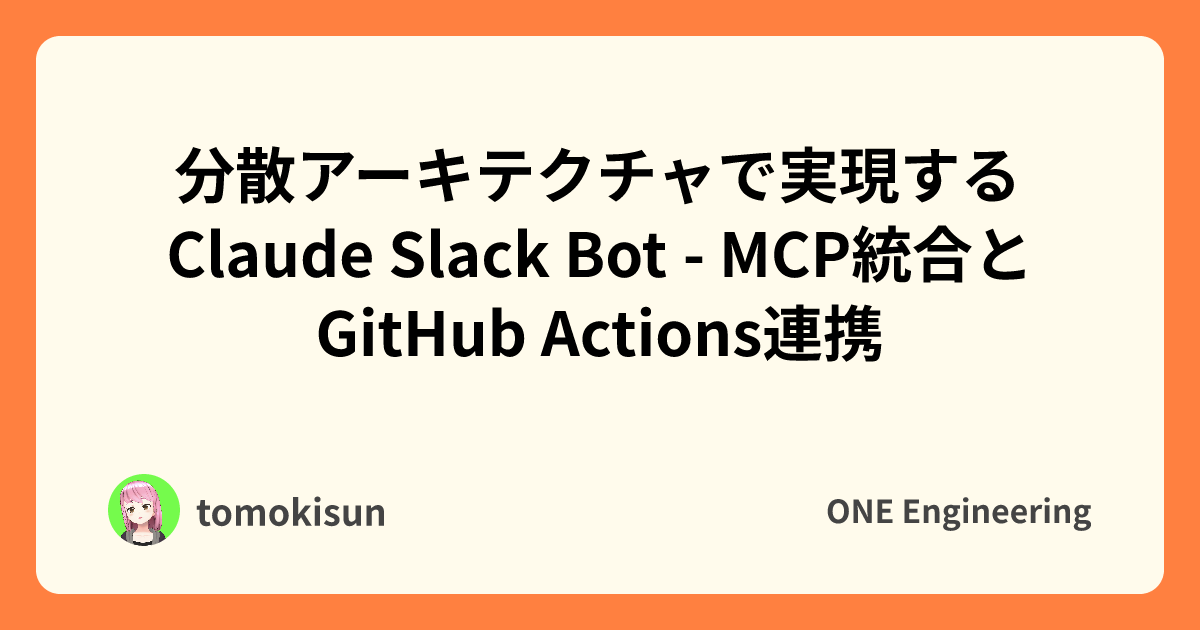 分散アーキテクチャで実現する
Claude Slack Bot - MCP統合と
GitHub Actions連携
tomokisun
ONE Engineering